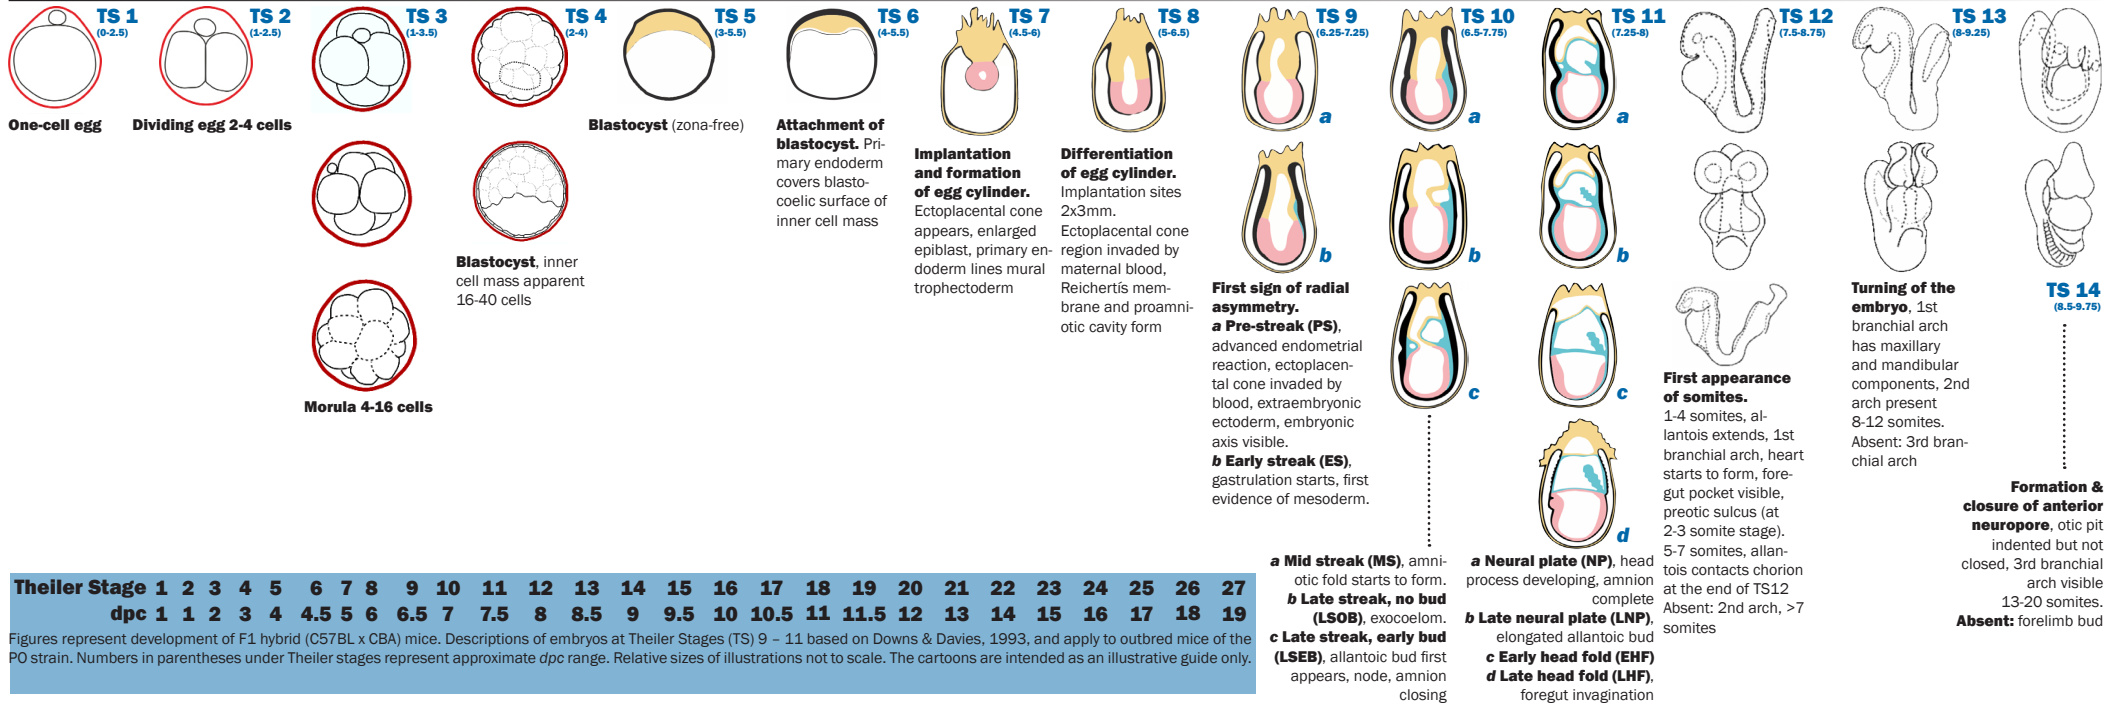 TS 1
(0-2.5)
One-cell egg
TS 2
(1-2.5)
Dividing egg 2-4 cells
TS 3
(1-3.5)
Morula 4-16 cells
TS 4
(2-4)
Blastocyst, inner
cell mass apparent
16-40 cells
TS 5
(3-5.5)
Blastocyst (zona-free)
TS 6
(4-5.5)
Attachment of
blastocyst. Pri-
mary endoderm
covers blasto-
coelic surface of
inner cell mass
TS 7
(4.5-6)
Implantation
and formation
of egg cylinder.
Ectoplacental cone
appears, enlarged
epiblast, primary en-
doderm lines mural
trophectoderm
TS 8
(5-6.5)
Differentiation
of egg cylinder.
Implantation sites
2x3mm.
Ectoplacental cone
region invaded by
maternal blood,
Reichertís mem-
brane and proamni-
otic cavity form
TS 9
(6.25-7.25)
a
b
First sign of radial
asymmetry.
a Pre-streak (PS),
advanced endometrial
reaction, ectoplacen-
tal cone invaded by
blood, extraembryonic
ectoderm, embryonic
axis visible.
b Early streak (ES),
gastrulation starts, first
evidence of mesoderm.
TS 10
(6.5-7.75)
a
b
c
a Mid streak (MS), amni-
otic fold starts to form.
b Late streak, no bud
(LSOB), exocoelom.
c Late streak, early bud
(LSEB), allantoic bud first
appears, node, amnion
closing
TS 11
(7.25-8)
a
b
c
d
a Neural plate (NP), head
process developing, amnion
complete
b Late neural plate (LNP),
elongated allantoic bud
c Early head fold (EHF)
d Late head fold (LHF),
foregut invagination
TS 12
(7.5-8.75)
First appearance
of somites.
1-4 somites, al-
lantois extends, 1st
branchial arch, heart
starts to form, fore-
gut pocket visible,
preotic sulcus (at
2-3 somite stage).
5-7 somites, allan-
tois contacts chorion
at the end of TS12
Absent: 2nd arch, >7
somites
TS 13
(8-9.25)
Turning of the
embryo, 1st
branchial arch
has maxillary
and mandibular
components, 2nd
arch present
8-12 somites.
Absent: 3rd bran-
chial arch
TS 14
(8.5-9.75)
Formation &
closure of anterior
neuropore, otic pit
indented but not
closed, 3rd branchial
arch visible
13-20 somites.
Absent: forelimb bud
Theiler Stage 1 2 3 4 5 6 7 8 9 10 11 12 13 14 15 16 17 18 19 20 21 22 23 24 25 26 27
dpc 1 1 2 3 4 4.5 5 6 6.5 7 7.5 8 8.5 9 9.5 10 10.5 11 11.5 12 13 14 15 16 17 18 19
Figures represent development of F1 hybrid (C57BL x CBA) mice. Descriptions of embryos at Theiler Stages (TS) 9 – 11 based on Downs & Davies, 1993, and apply to outbred mice of the
PO strain. Numbers in parentheses under Theiler stages represent approximate dpc range. Relative sizes of illustrations not to scale. The cartoons are intended as an illustrative guide only.